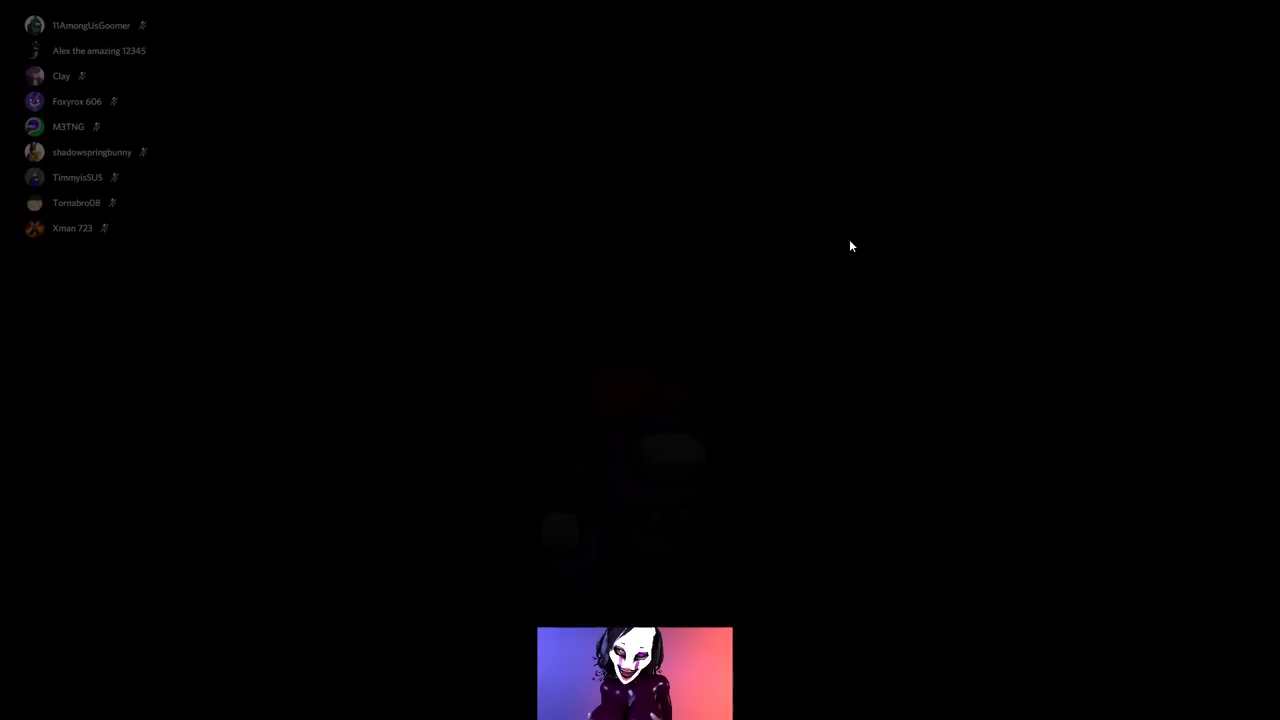 11AmongUsGoomer
Alex the amazing 12345
Clay
Foxyrox 606
M3TNG
shadowspringbunny
TimmyisSUS
Tornabro08
Xman 723